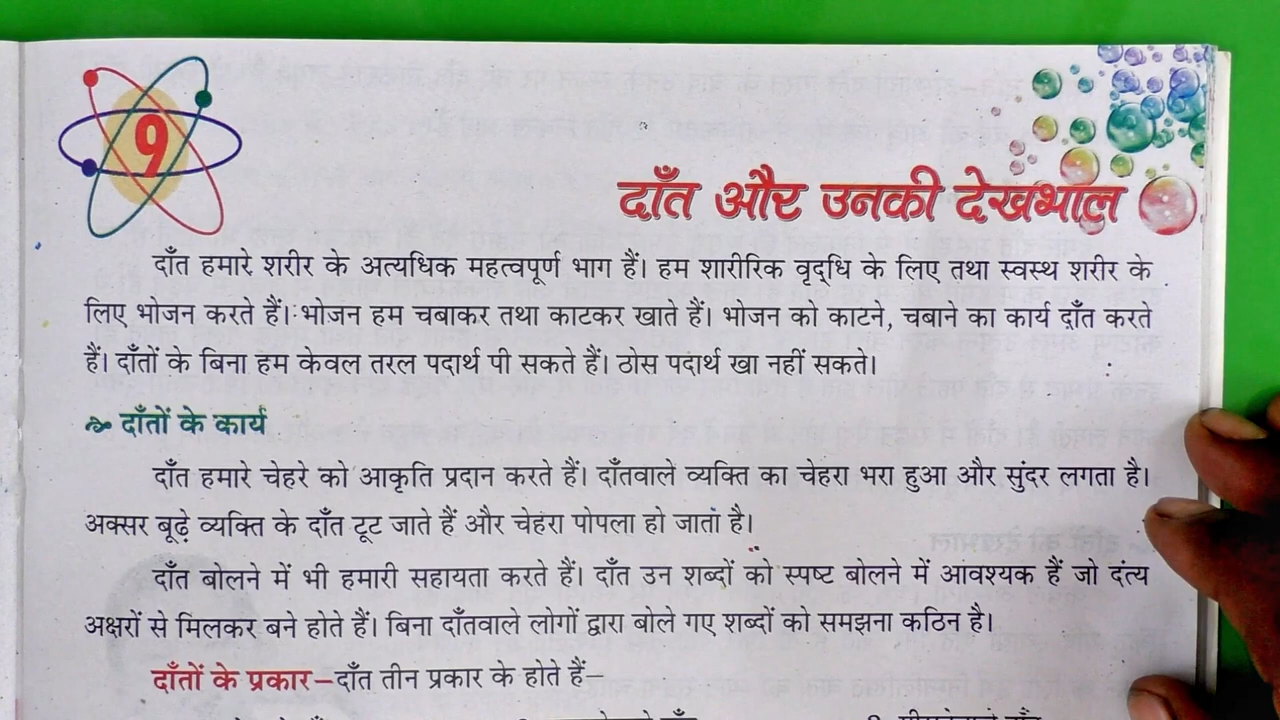 9
दाँत और उनकी देखभाल
दाँत हमारे शरीर के अत्यधिक महत्वपूर्ण भाग हैं। हम शारीरिक वृद्धि के लिए तथा स्वस्थ शरीर के
लिए भोजन करते हैं। भोजन हम चबाकर तथा काटकर खाते हैं। भोजन को काटने, चबाने का कार्य दाँत करते
हैं। दाँतों के बिना हम केवल तरल पदार्थ पी सकते हैं। ठोस पदार्थ खा नहीं सकते।
दाँतों के कार्य
दाँत हमारे चेहरे को आकृति प्रदान करते हैं। दाँतवाले व्यक्ति का चेहरा भरा हुआ और सुंदर लगता है।
अक्सर बूढ़े व्यक्ति के दाँत टूट जाते हैं और चेहरा पोपला हो जाता है।
दाँत बोलने में भी हमारी सहायता करते हैं। दाँत उन शब्दों को स्पष्ट बोलने में आवश्यक हैं जो दंत्य
अक्षरों से मिलकर बने होते हैं। बिना दाँतवाले लोगों द्वारा बोले गए शब्दों को समझना कठिन है।
दाँतों के प्रकार–दाँत तीन प्रकार के होते हैं–